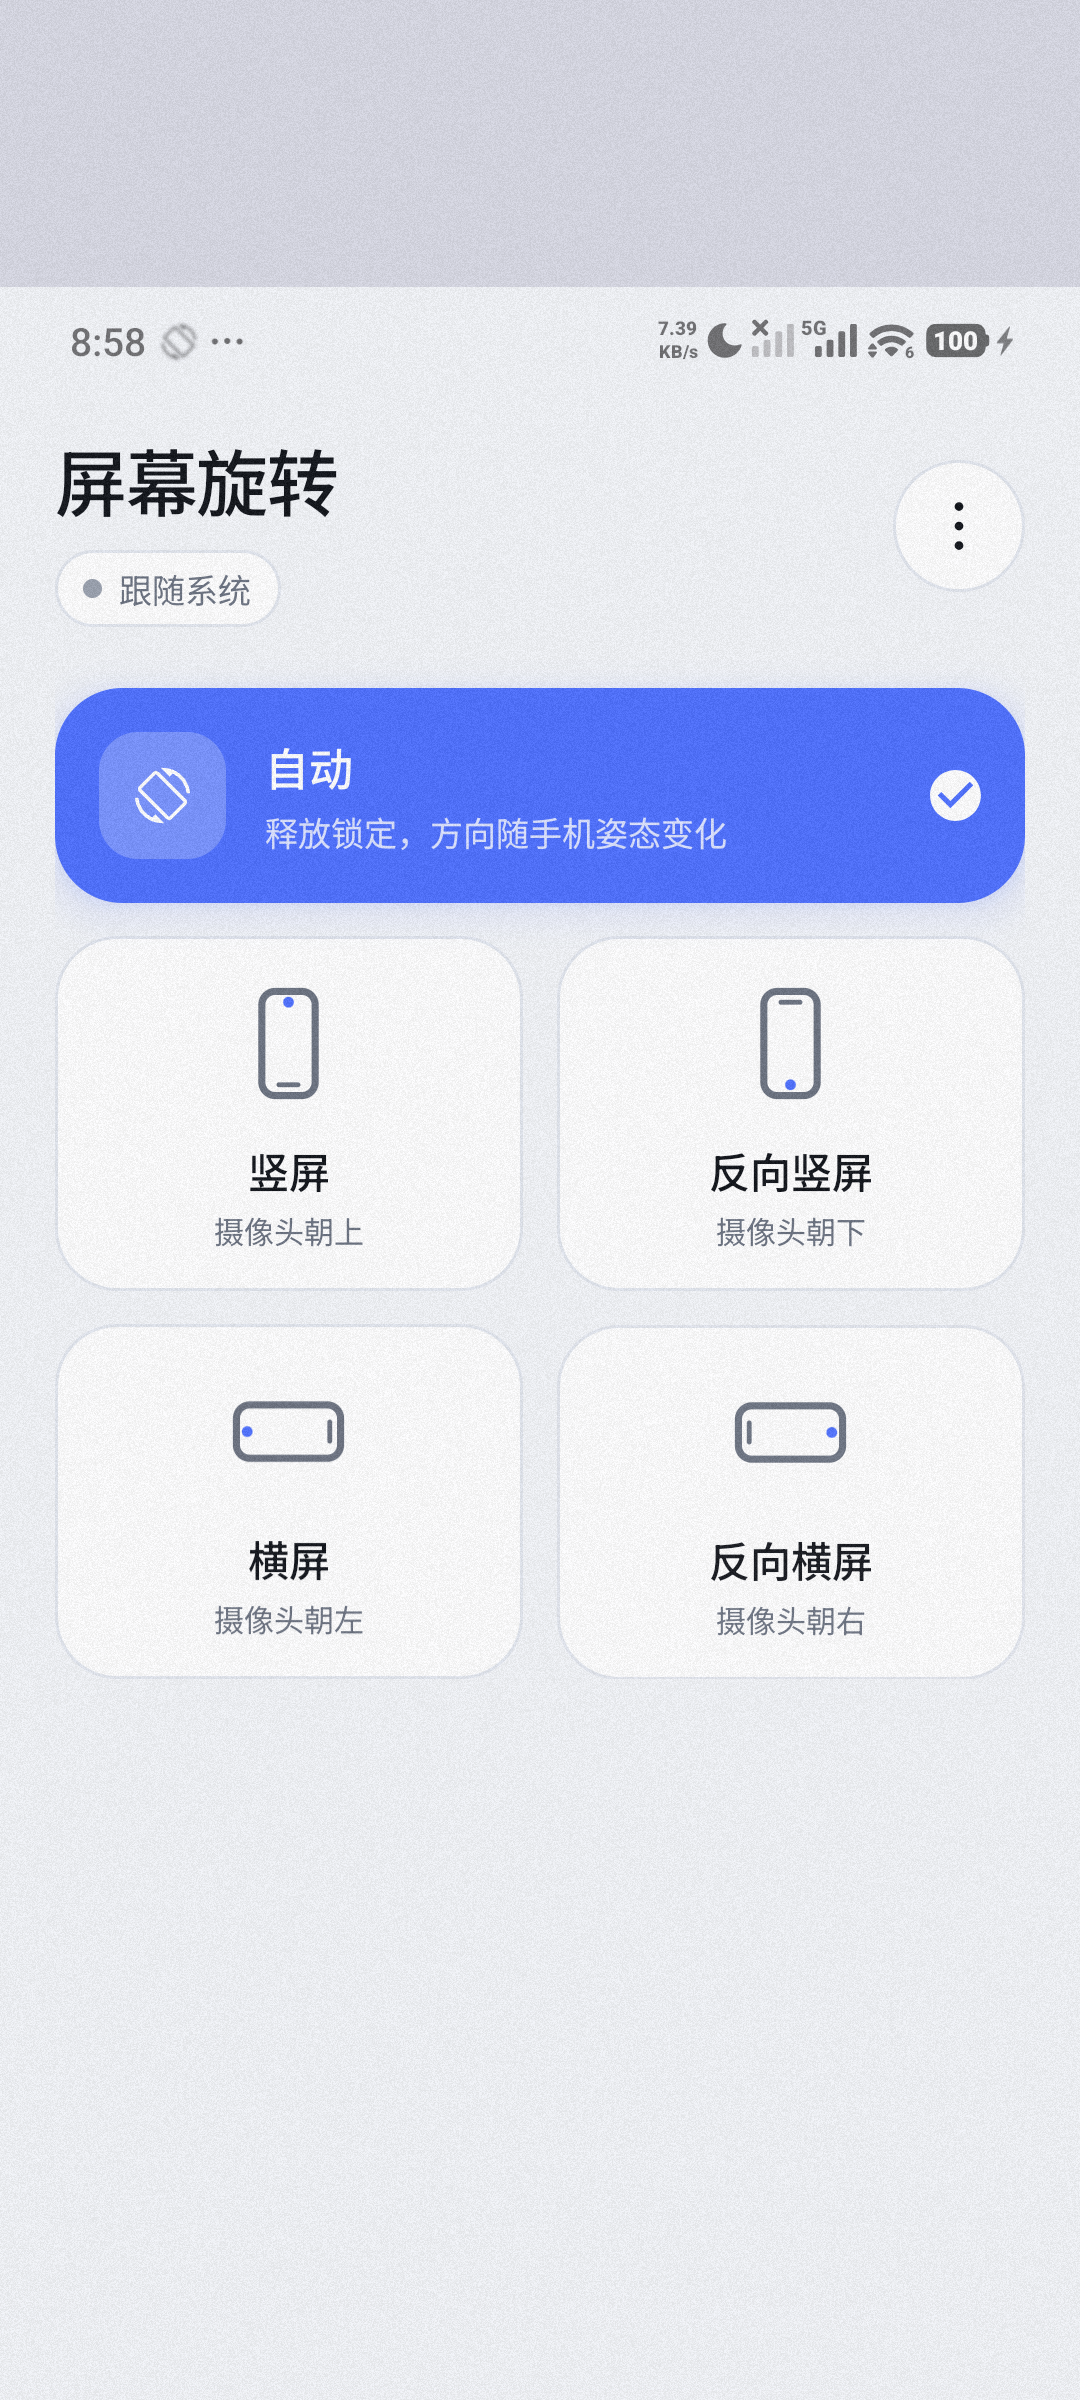 8:58
7.39
KB/s
5G
6
100
屏幕旋转
跟随系统
自动
释放锁定，方向随手机姿态变化
竖屏
摄像头朝上
反向竖屏
摄像头朝下
横屏
摄像头朝左
反向横屏
摄像头朝右